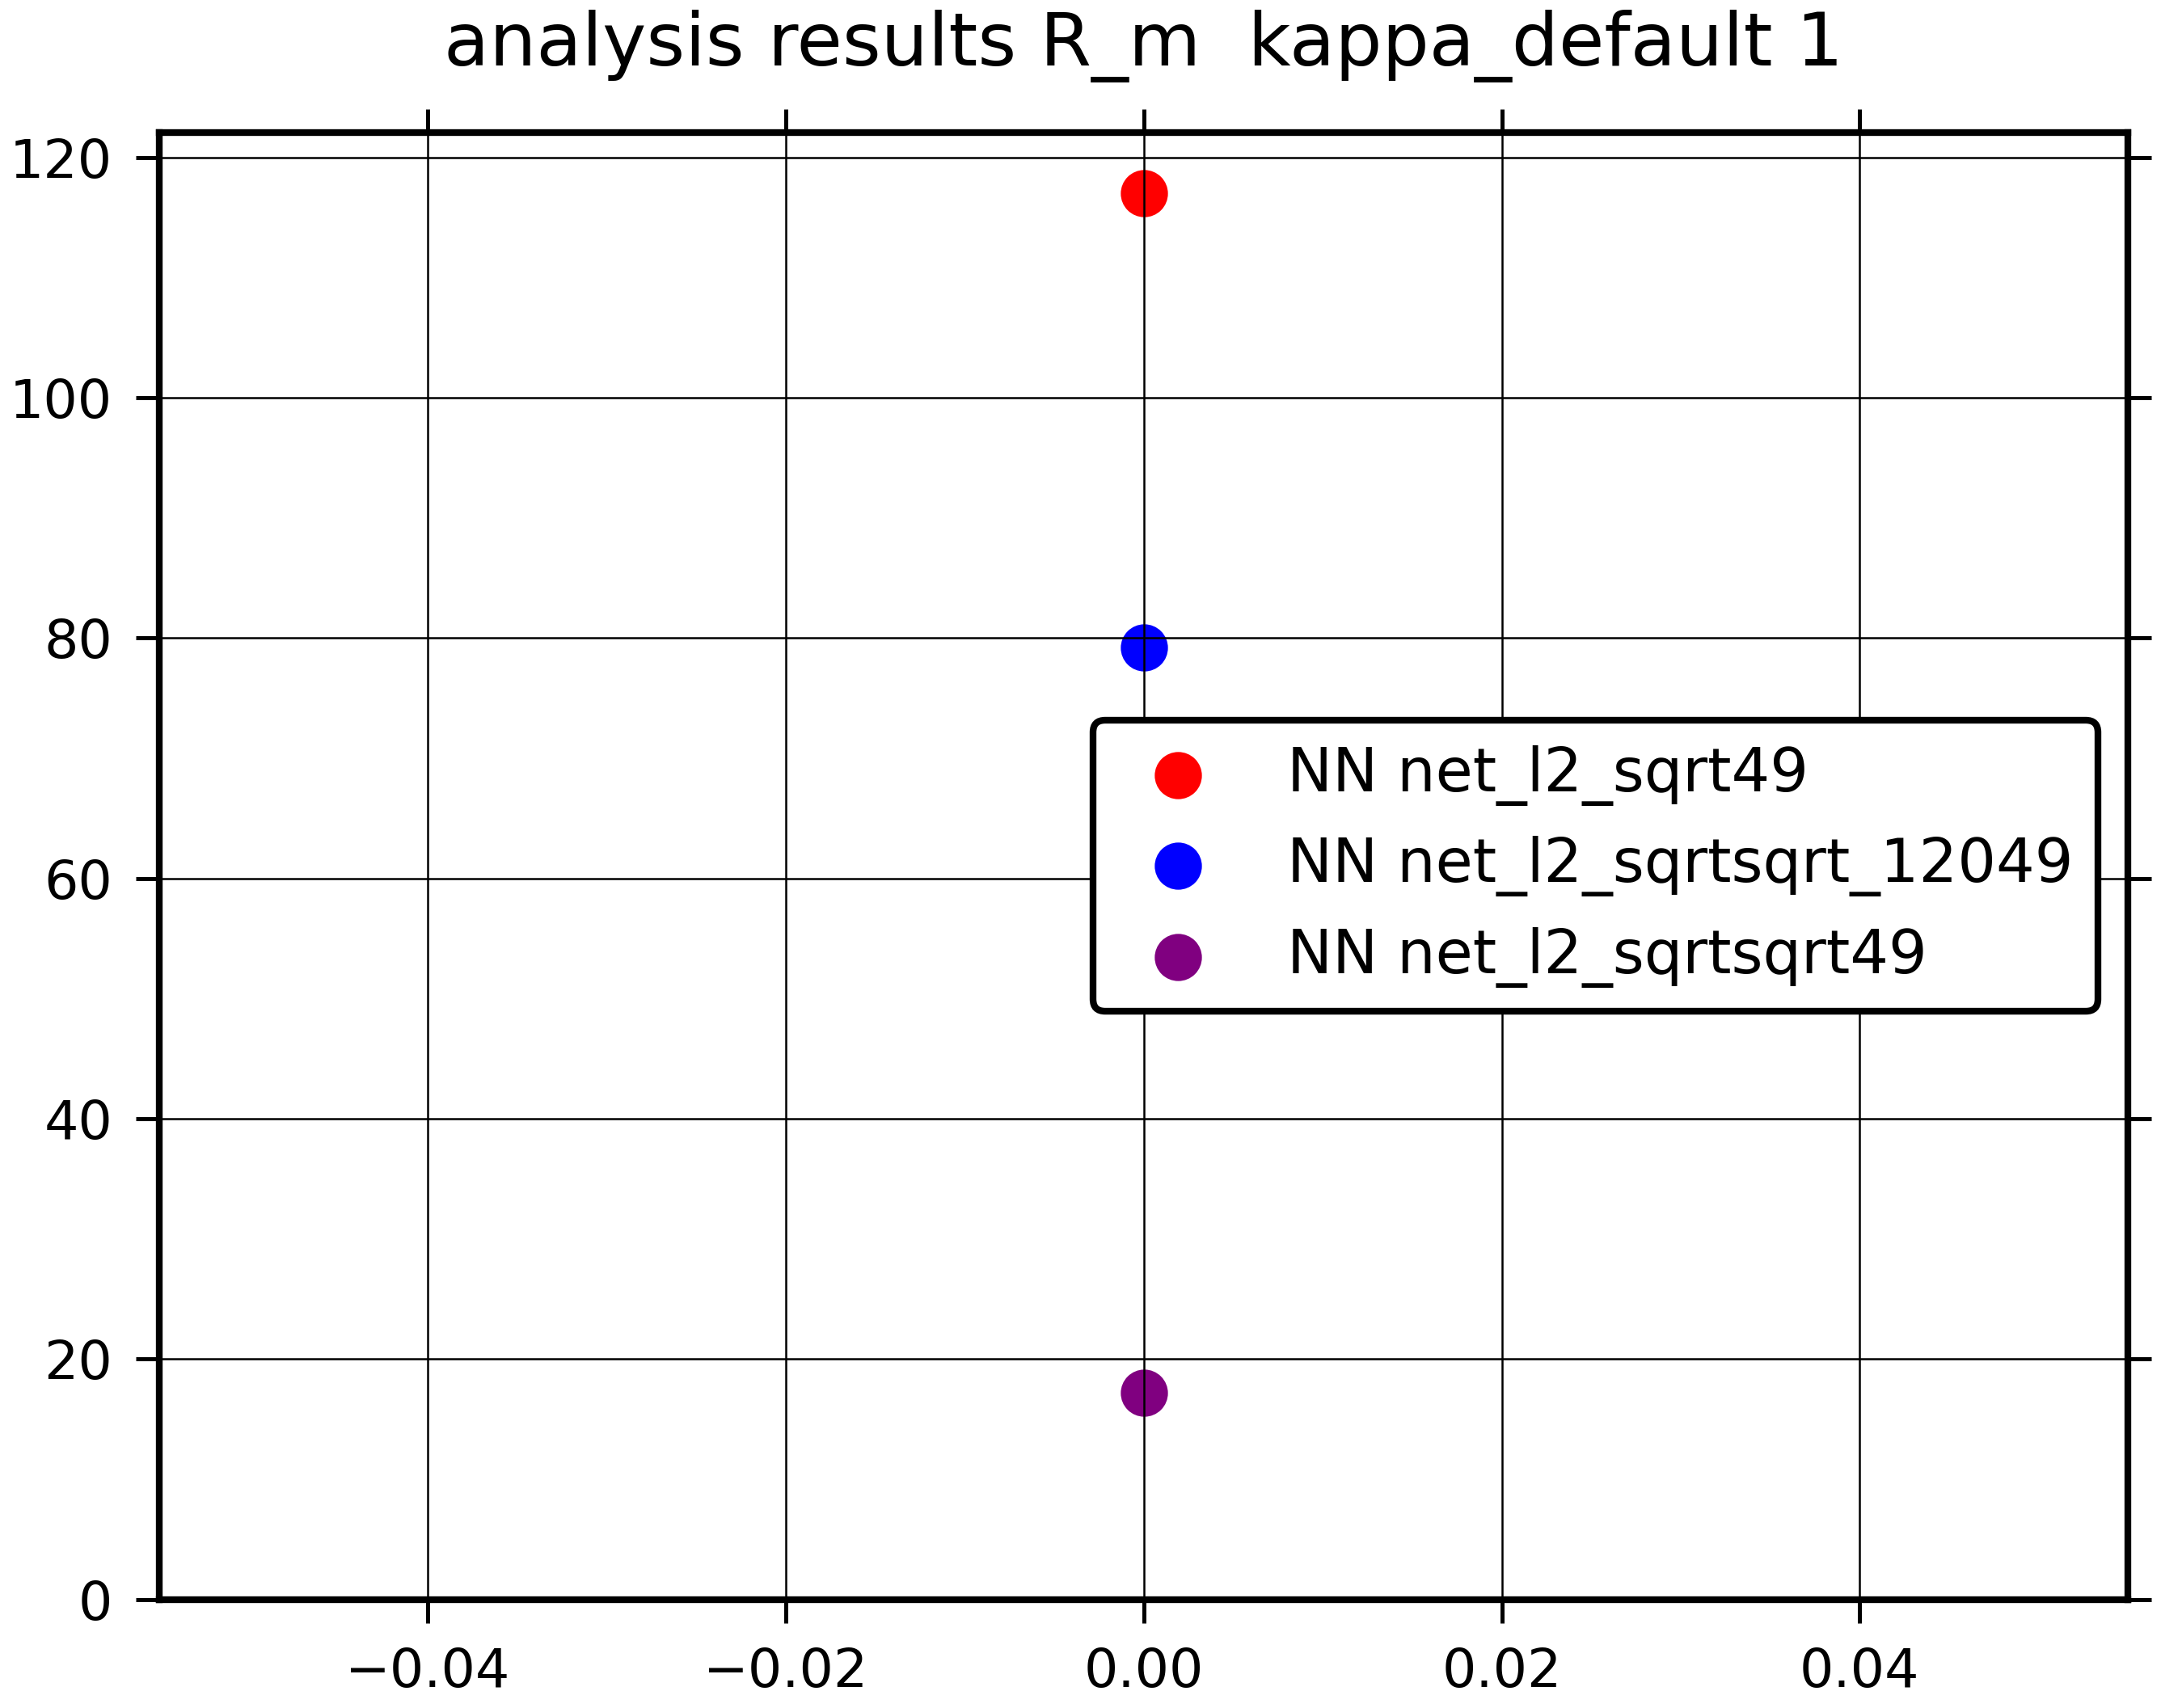 analysis results R_m  kappa_default 1
120
100
80
60
40
20
0
NN net_l2_sqrt49
NN net_l2_sqrtsqrt_12049
NN net_l2_sqrtsqrt49
−0.04 −0.02 0.00 0.02 0.04